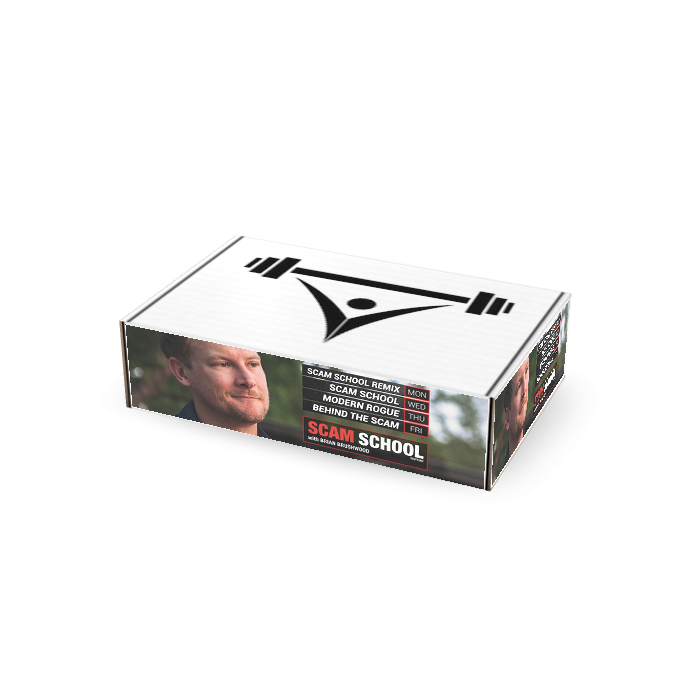 SCAM SCHOOL REMIX MON
SCAM SCHOOL WED
MODERN ROGUE THU
BEHIND THE SCAM FRI
SCAM SCHOOL
with BRIAN BRUSHWOOD